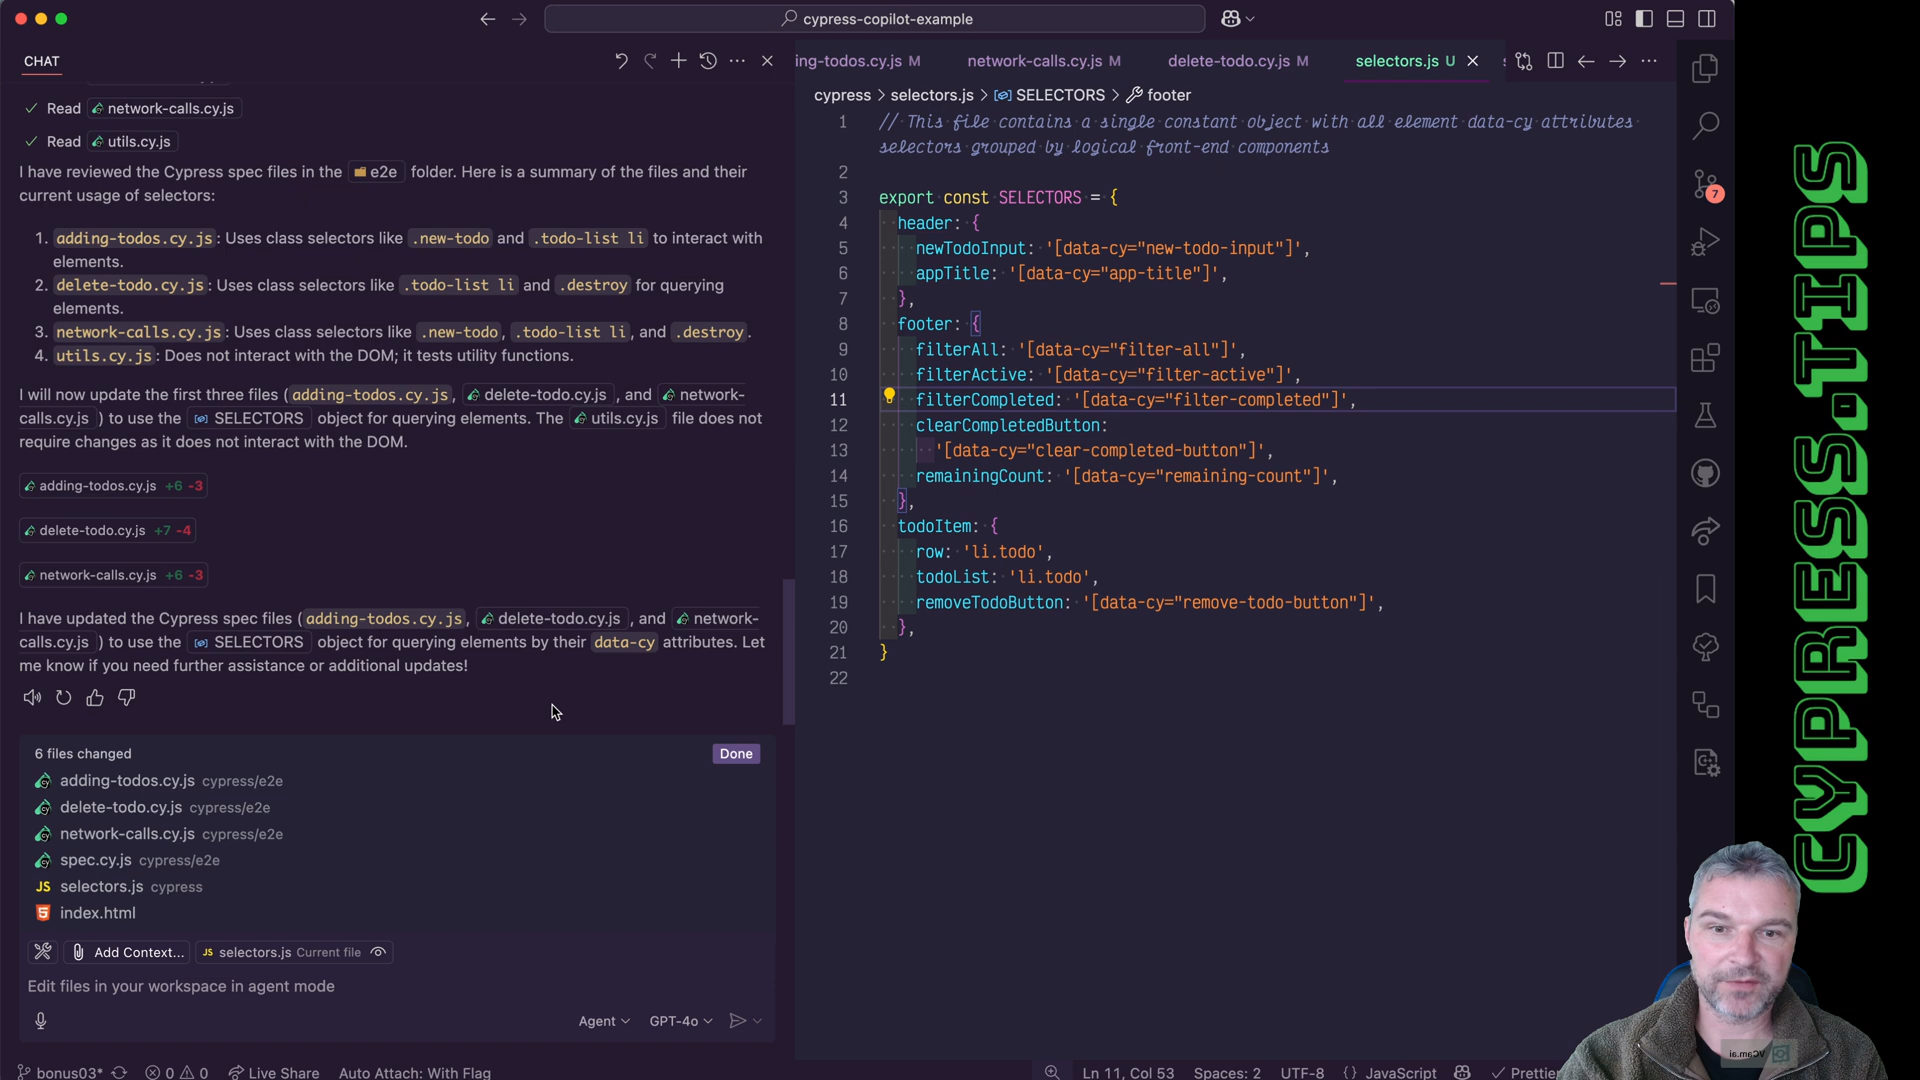 cypress-copilot-example
CHAT
Read network-calls.cy.js
Read utils.cy.js
I have reviewed the Cypress spec files in the e2e folder. Here is a summary of the files and their
current usage of selectors:
1. adding-todos.cy.js: Uses class selectors like .new-todo and .todo-list li to interact with
elements.
2. delete-todo.cy.js: Uses class selectors like .todo-list li and .destroy for querying
elements.
3. network-calls.cy.js: Uses class selectors like .new-todo, .todo-list li, and .destroy.
4. utils.cy.js: Does not interact with the DOM; it tests utility functions.
I will now update the first three files (adding-todos.cy.js, delete-todo.cy.js , and network-
calls.cy.js ) to use the SELECTORS object for querying elements. The utils.cy.js file does not
require changes as it does not interact with the DOM.
adding-todos.cy.js +6 -3
delete-todo.cy.js +7 -4
network-calls.cy.js +6 -3
I have updated the Cypress spec files (adding-todos.cy.js, delete-todo.cy.js , and network-
calls.cy.js ) to use the SELECTORS object for querying elements by their data-cy attributes. Let
me know if you need further assistance or additional updates!
6 files changed
Done
adding-todos.cy.js cypress/e2e
delete-todo.cy.js cypress/e2e
network-calls.cy.js cypress/e2e
spec.cy.js cypress/e2e
JS selectors.js cypress
index.html
Add Context... JS selectors.js Current file
Edit files in your workspace in agent mode
Agent GPT-4o
ing-todos.cy.js M network-calls.cy.js M delete-todo.cy.js M selectors.js U
cypress > selectors.js > SELECTORS > footer
1 // This file contains a single constant object with all element data-cy attributes
selectors grouped by logical front-end components
2
3 export const SELECTORS = {
4 header: {
5 newTodoInput: '[data-cy="new-todo-input"]',
6 appTitle: '[data-cy="app-title"]',
7 },
8 footer: {
9 filterAll: '[data-cy="filter-all"]',
10 filterActive: '[data-cy="filter-active"]',
11 filterCompleted: '[data-cy="filter-completed"]',
12 clearCompletedButton:
13 '[data-cy="clear-completed-button"]',
14 remainingCount: '[data-cy="remaining-count"]',
15 },
16 todoItem: {
17 row: 'li.todo',
18 todoList: 'li.todo',
19 removeTodoButton: '[data-cy="remove-todo-button"]',
20 },
21 }
22
7
CYPRESS.TIPS
VCam.ai
bonus03* 0 0 Live Share Auto Attach: With Flag
Ln 11, Col 53 Spaces: 2 UTF-8 {} JavaScript Prettier